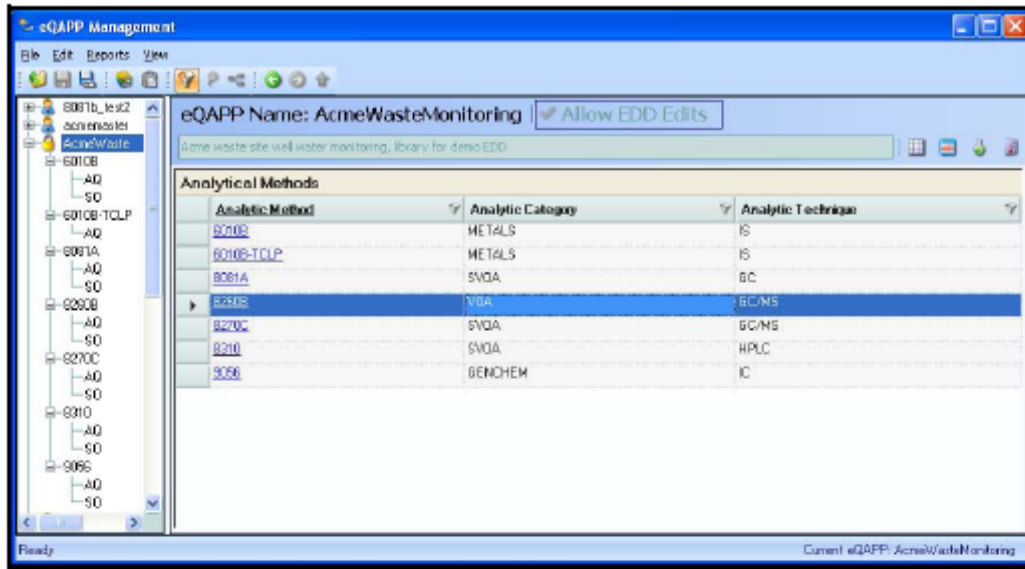 eQAPP Management
File Edit Reports View
8081b_test2
acmemaster
AcmeWaste
6010B
AQ
SO
6010B-TCLP
AQ
8081A
AQ
SO
8260B
AQ
SO
8270C
AQ
SO
8310
AQ
SO
9056
AQ
SO
eQAPP Name: AcmeWasteMonitoring Allow EDD Edits
Acme waste site well water monitoring, library for demo EDD
Analytical Methods
Analytic Method Analytic Category Analytic Technique
6010B METALS IS
6010B-TCLP METALS IS
8081A SVOA GC
8260B VOA GC/MS
8270C SVOA GC/MS
8310 SVOA HPLC
9056 GENCHEM IC
Ready Current eQAPP: AcmeWasteMonitoring